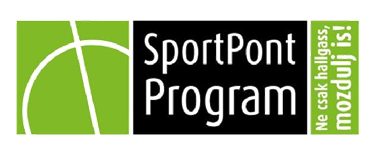 SportPont
Program
Ne csak hallgass,
mozdulj is!